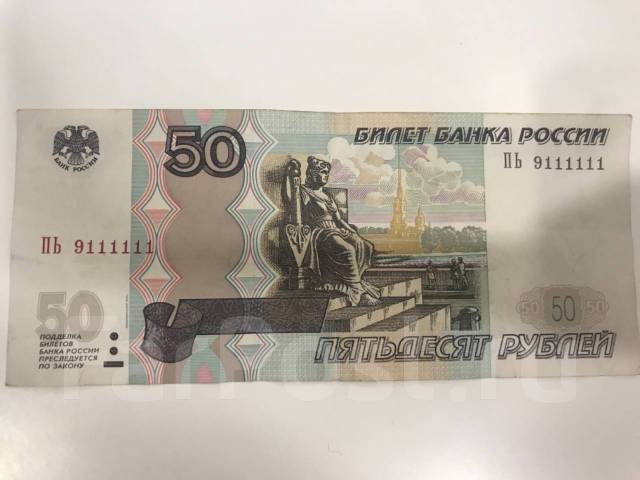 50
БИЛЕТ БАНКА РОССИИ
ПЬ 9111111
БАНК РОССИИ
ПЬ 9111111
50
50 50 50
ПОДДЕЛКА
БИЛЕТОВ
БАНКА РОССИИ
ПРЕСЛЕДУЕТСЯ
ПО ЗАКОНУ
ПЯТЬДЕСЯТ РУБЛЕЙ